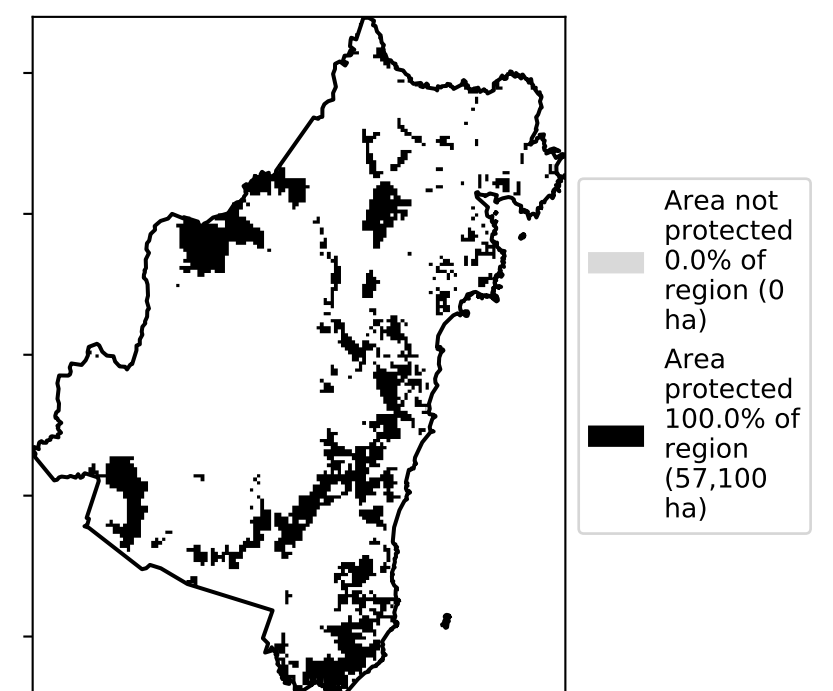 Area not
protected
0.0% of
region (0
ha)
Area
protected
100.0% of
region
(57,100
ha)